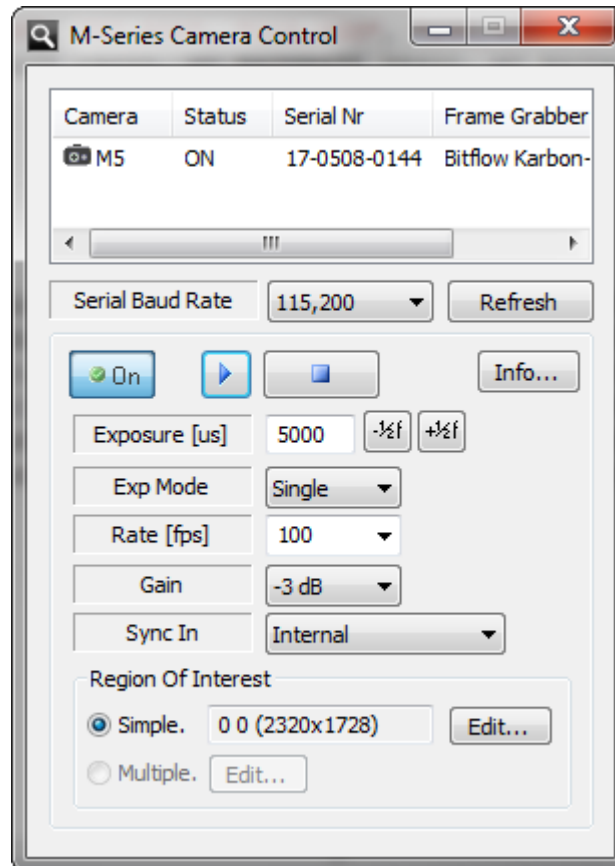 M-Series Camera Control
Camera Status Serial Nr Frame Grabber
M5 ON 17-0508-0144 Bitflow Karbon-
Serial Baud Rate 115,200 Refresh
On Info...
Exposure [us] 5000 -½f +½f
Exp Mode Single
Rate [fps] 100
Gain -3 dB
Sync In Internal
Region Of Interest
Simple. 0 0 (2320x1728) Edit...
Multiple. Edit...